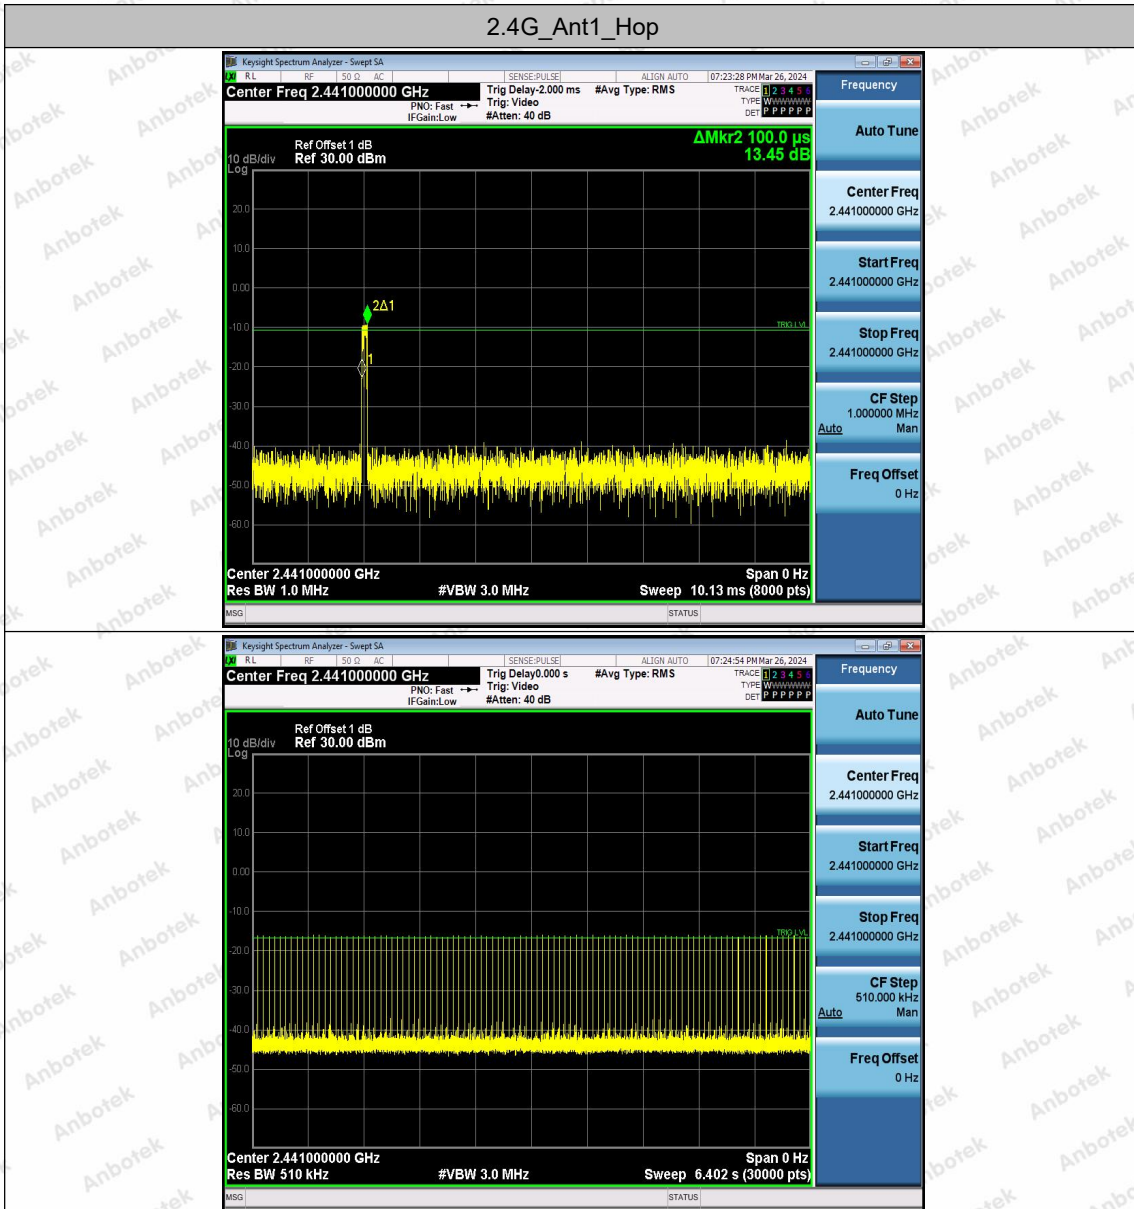 2.4G_Ant1_Hop
Keysight Spectrum Analyzer - Swept SA
LXI RL RF 50 Ω AC SENSE:PULSE ALIGN AUTO 07:23:28 PM Mar 26, 2024
Center Freq 2.441000000 GHz
PNO: Fast
IFGain:Low
Trig Delay-2.000 ms
Trig: Video
#Atten: 40 dB
#Avg Type: RMS
TRACE 1 2 3 4 5 6
TYPE WWWWWW
DET P P P P P P
Frequency
Auto Tune
Center Freq
2.441000000 GHz
Start Freq
2.441000000 GHz
Stop Freq
2.441000000 GHz
CF Step
1.000000 MHz
Auto Man
Freq Offset
0 Hz
ΔMkr2 100.0 µs
13.45 dB
Ref Offset 1 dB
10 dB/div Ref 30.00 dBm
Log
20.0
10.0
0.00
-10.0
-20.0
-30.0
-40.0
-50.0
-60.0
2Δ1
1
TRIG LVL
Center 2.441000000 GHz Span 0 Hz
Res BW 1.0 MHz #VBW 3.0 MHz Sweep 10.13 ms (8000 pts)
MSG STATUS
Keysight Spectrum Analyzer - Swept SA
LXI RL RF 50 Ω AC SENSE:PULSE ALIGN AUTO 07:24:54 PM Mar 26, 2024
Center Freq 2.441000000 GHz
PNO: Fast
IFGain:Low
Trig Delay0.000 s
Trig: Video
#Atten: 40 dB
#Avg Type: RMS
TRACE 1 2 3 4 5 6
TYPE WWWWWW
DET P P P P P P
Frequency
Auto Tune
Center Freq
2.441000000 GHz
Start Freq
2.441000000 GHz
Stop Freq
2.441000000 GHz
CF Step
510.000 kHz
Auto Man
Freq Offset
0 Hz
Ref Offset 1 dB
10 dB/div Ref 30.00 dBm
Log
20.0
10.0
0.00
-10.0
-20.0
-30.0
-40.0
-50.0
-60.0
TRIG LVL
Center 2.441000000 GHz Span 0 Hz
Res BW 510 kHz #VBW 3.0 MHz Sweep 6.402 s (30000 pts)
MSG STATUS
Anbotek